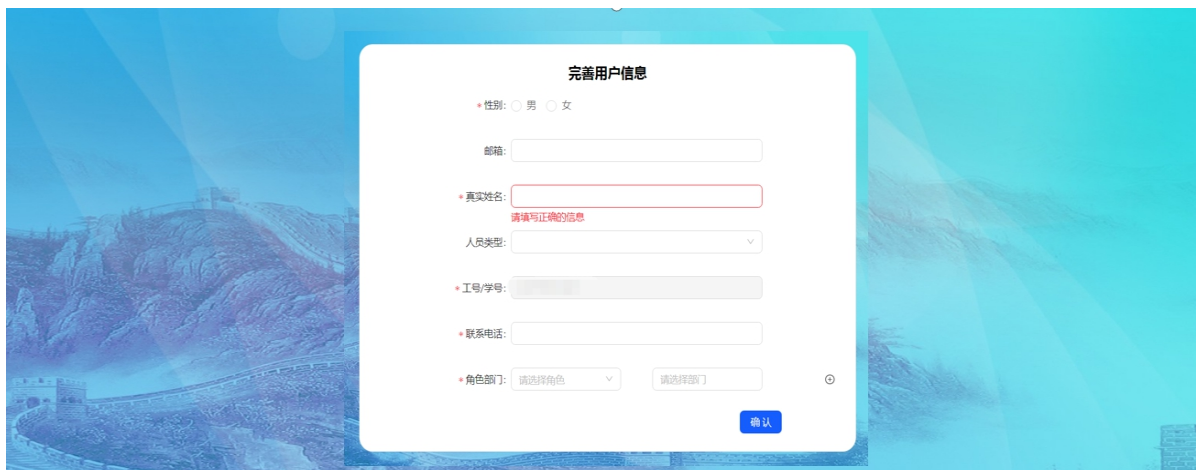 完善用户信息
* 性别: 男 女
邮箱:
* 真实姓名:
请填写正确的信息
人员类型:
* 工号/学号:
* 联系电话:
* 角色部门: 请选择角色 请选择部门
确认